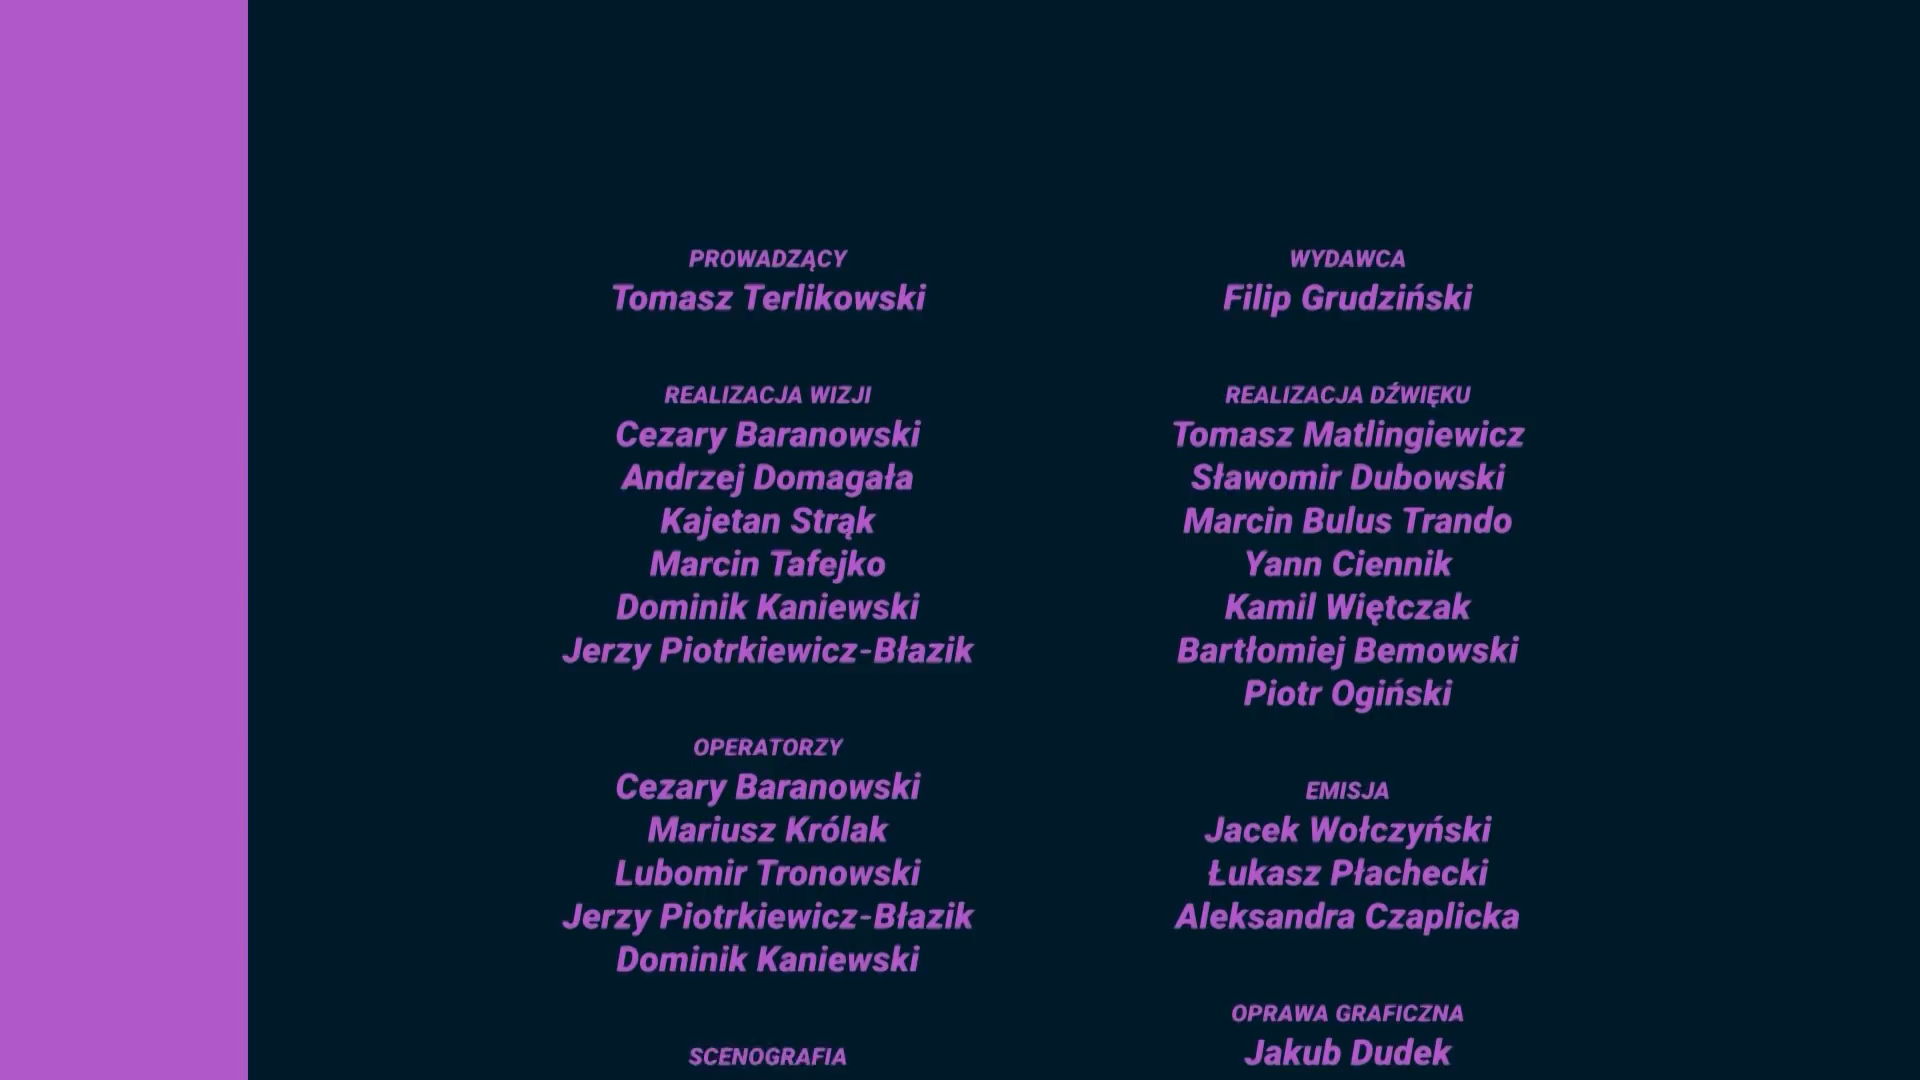 PROWADZĄCY
Tomasz Terlikowski
REALIZACJA WIZJI
Cezary Baranowski
Andrzej Domagała
Kajetan Strąk
Marcin Tafejko
Dominik Kaniewski
Jerzy Piotrkiewicz-Błazik
OPERATORZY
Cezary Baranowski
Mariusz Królak
Lubomir Tronowski
Jerzy Piotrkiewicz-Błazik
Dominik Kaniewski
SCENOGRAFIA
WYDAWCA
Filip Grudziński
REALIZACJA DŹWIĘKU
Tomasz Matlingiewicz
Sławomir Dubowski
Marcin Bulus Trando
Yann Ciennik
Kamil Więtczak
Bartłomiej Bemowski
Piotr Ogiński
EMISJA
Jacek Wołczyński
Łukasz Płachecki
Aleksandra Czaplicka
OPRAWA GRAFICZNA
Jakub Dudek